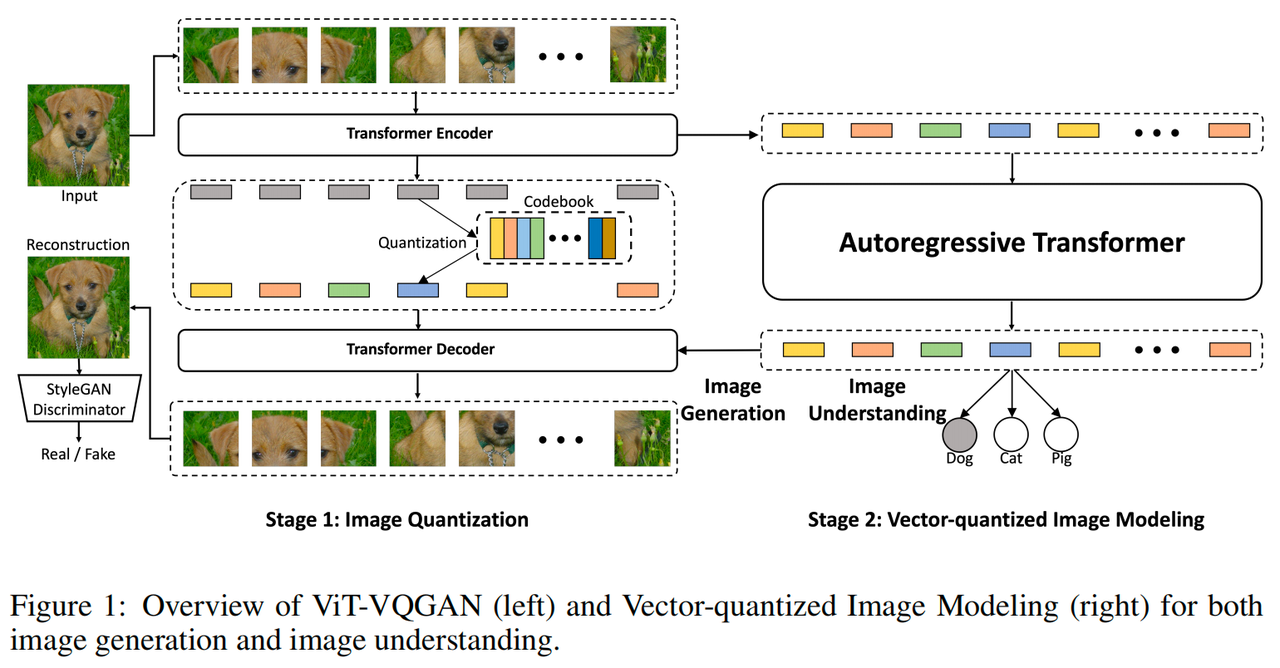 Input
Transformer Encoder
Codebook
Quantization
Reconstruction
Transformer Decoder
StyleGAN
Discriminator
Real / Fake
Stage 1: Image Quantization
Autoregressive Transformer
Image
Generation
Image
Understanding
Dog
Cat
Pig
Stage 2: Vector-quantized Image Modeling
Figure 1: Overview of ViT-VQGAN (left) and Vector-quantized Image Modeling (right) for both
image generation and image understanding.